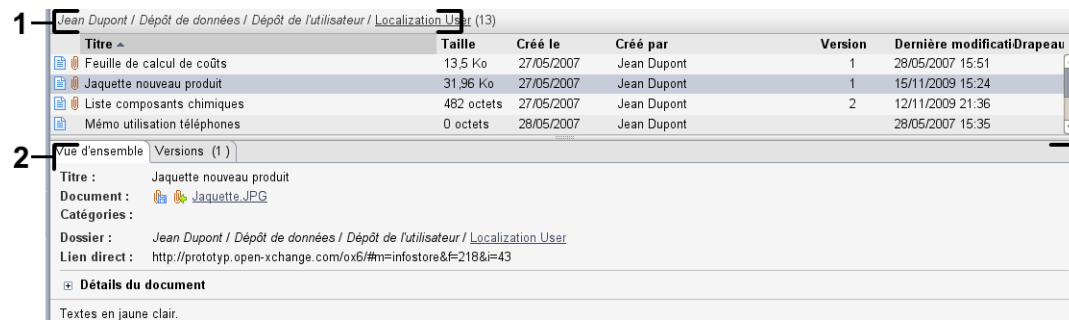 1 Jean Dupont / Dépôt de données / Dépôt de l'utilisateur / Localization User (13)
Titre Taille Créé le Créé par Version Dernière modificatiDrapeau
Feuille de calcul de coûts 13,5 Ko 27/05/2007 Jean Dupont 1 28/05/2007 15:51
Jaquette nouveau produit 31,96 Ko 27/05/2007 Jean Dupont 1 15/11/2009 15:24
Liste composants chimiques 482 octets 27/05/2007 Jean Dupont 2 12/11/2009 21:36
Mémo utilisation téléphones 0 octets 28/05/2007 Jean Dupont 28/05/2007 15:35
2 Vue d'ensemble Versions (1)
Titre : Jaquette nouveau produit
Document : Jaquette.JPG
Catégories :
Dossier : Jean Dupont / Dépôt de données / Dépôt de l'utilisateur / Localization User
Lien direct : http://prototyp.open-xchange.com/ox6/#m=infostore&f=218&i=43
Détails du document
Textes en jaune clair.